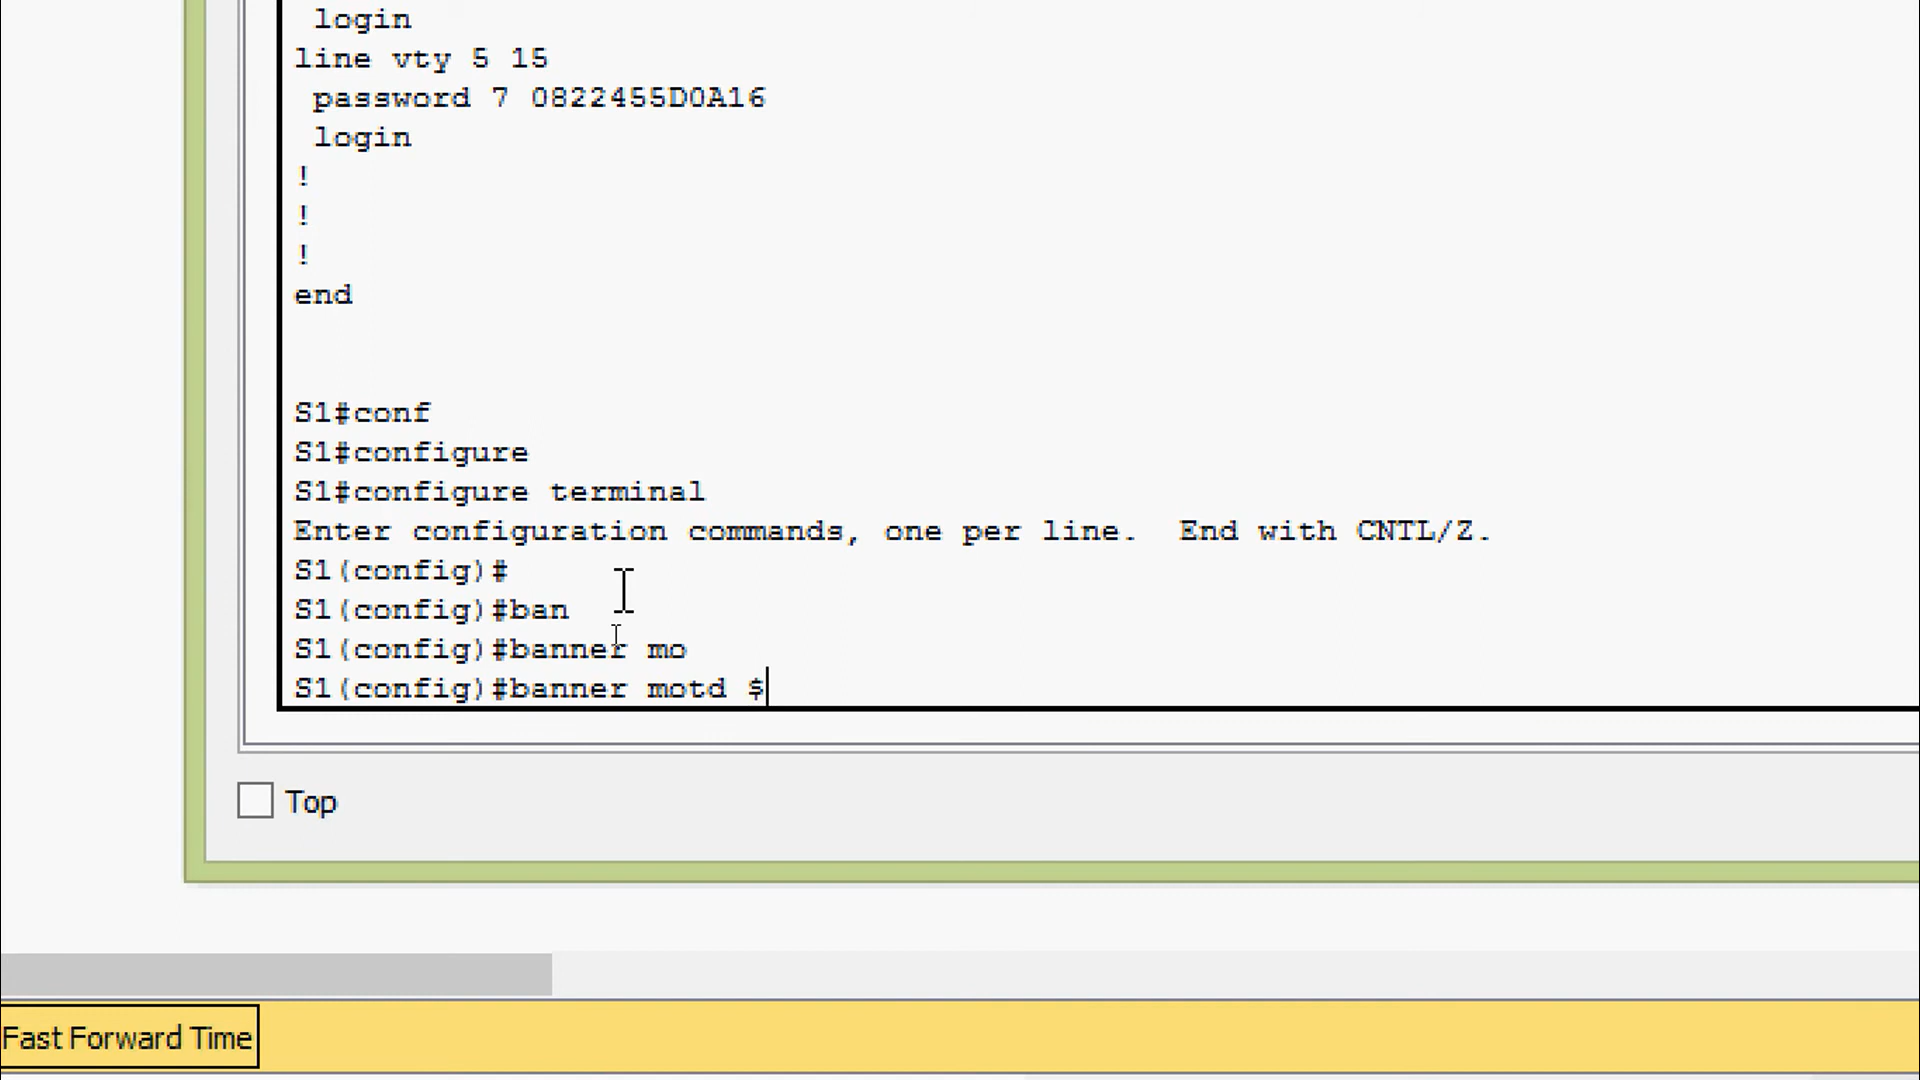 login
line vty 5 15
password 7 0822455D0A16
login
!
!
!
end
S1#conf
S1#configure
S1#configure terminal
Enter configuration commands, one per line.  End with CNTL/Z.
S1(config)#
S1(config)#ban
S1(config)#banner mo
S1(config)#banner motd $
Top
Fast Forward Time